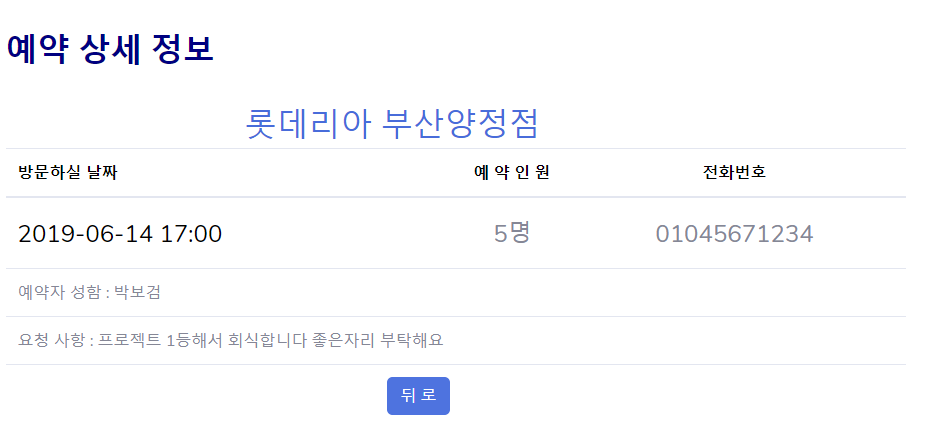 예약 상세 정보
롯데리아 부산양정점
방문하실 날짜 예 약 인 원 전화번호
2019-06-14 17:00 5명 01045671234
예약자 성함 : 박보검
요청 사항 : 프로젝트 1등해서 회식합니다 좋은자리 부탁해요
뒤 로